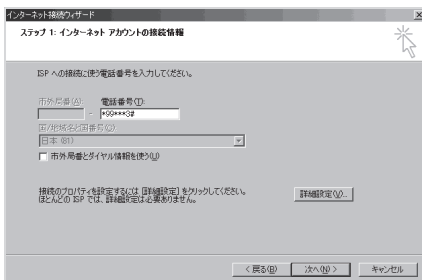 インターネット接続ウィザード
ステップ 1: インターネット アカウントの接続情報
ISP への接続に使う電話番号を入力してください。
市外局番(A): 電話番号(T):
- *99***3#
国/地域名と国番号(O)
日本 (81)
市外局番とダイヤル情報を使う(U)
接続のプロパティを設定するには [詳細設定] をクリックしてください。
ほとんどの ISP では、詳細設定は必要ありません。
詳細設定(V)...
< 戻る(B) 次へ(N) > キャンセル